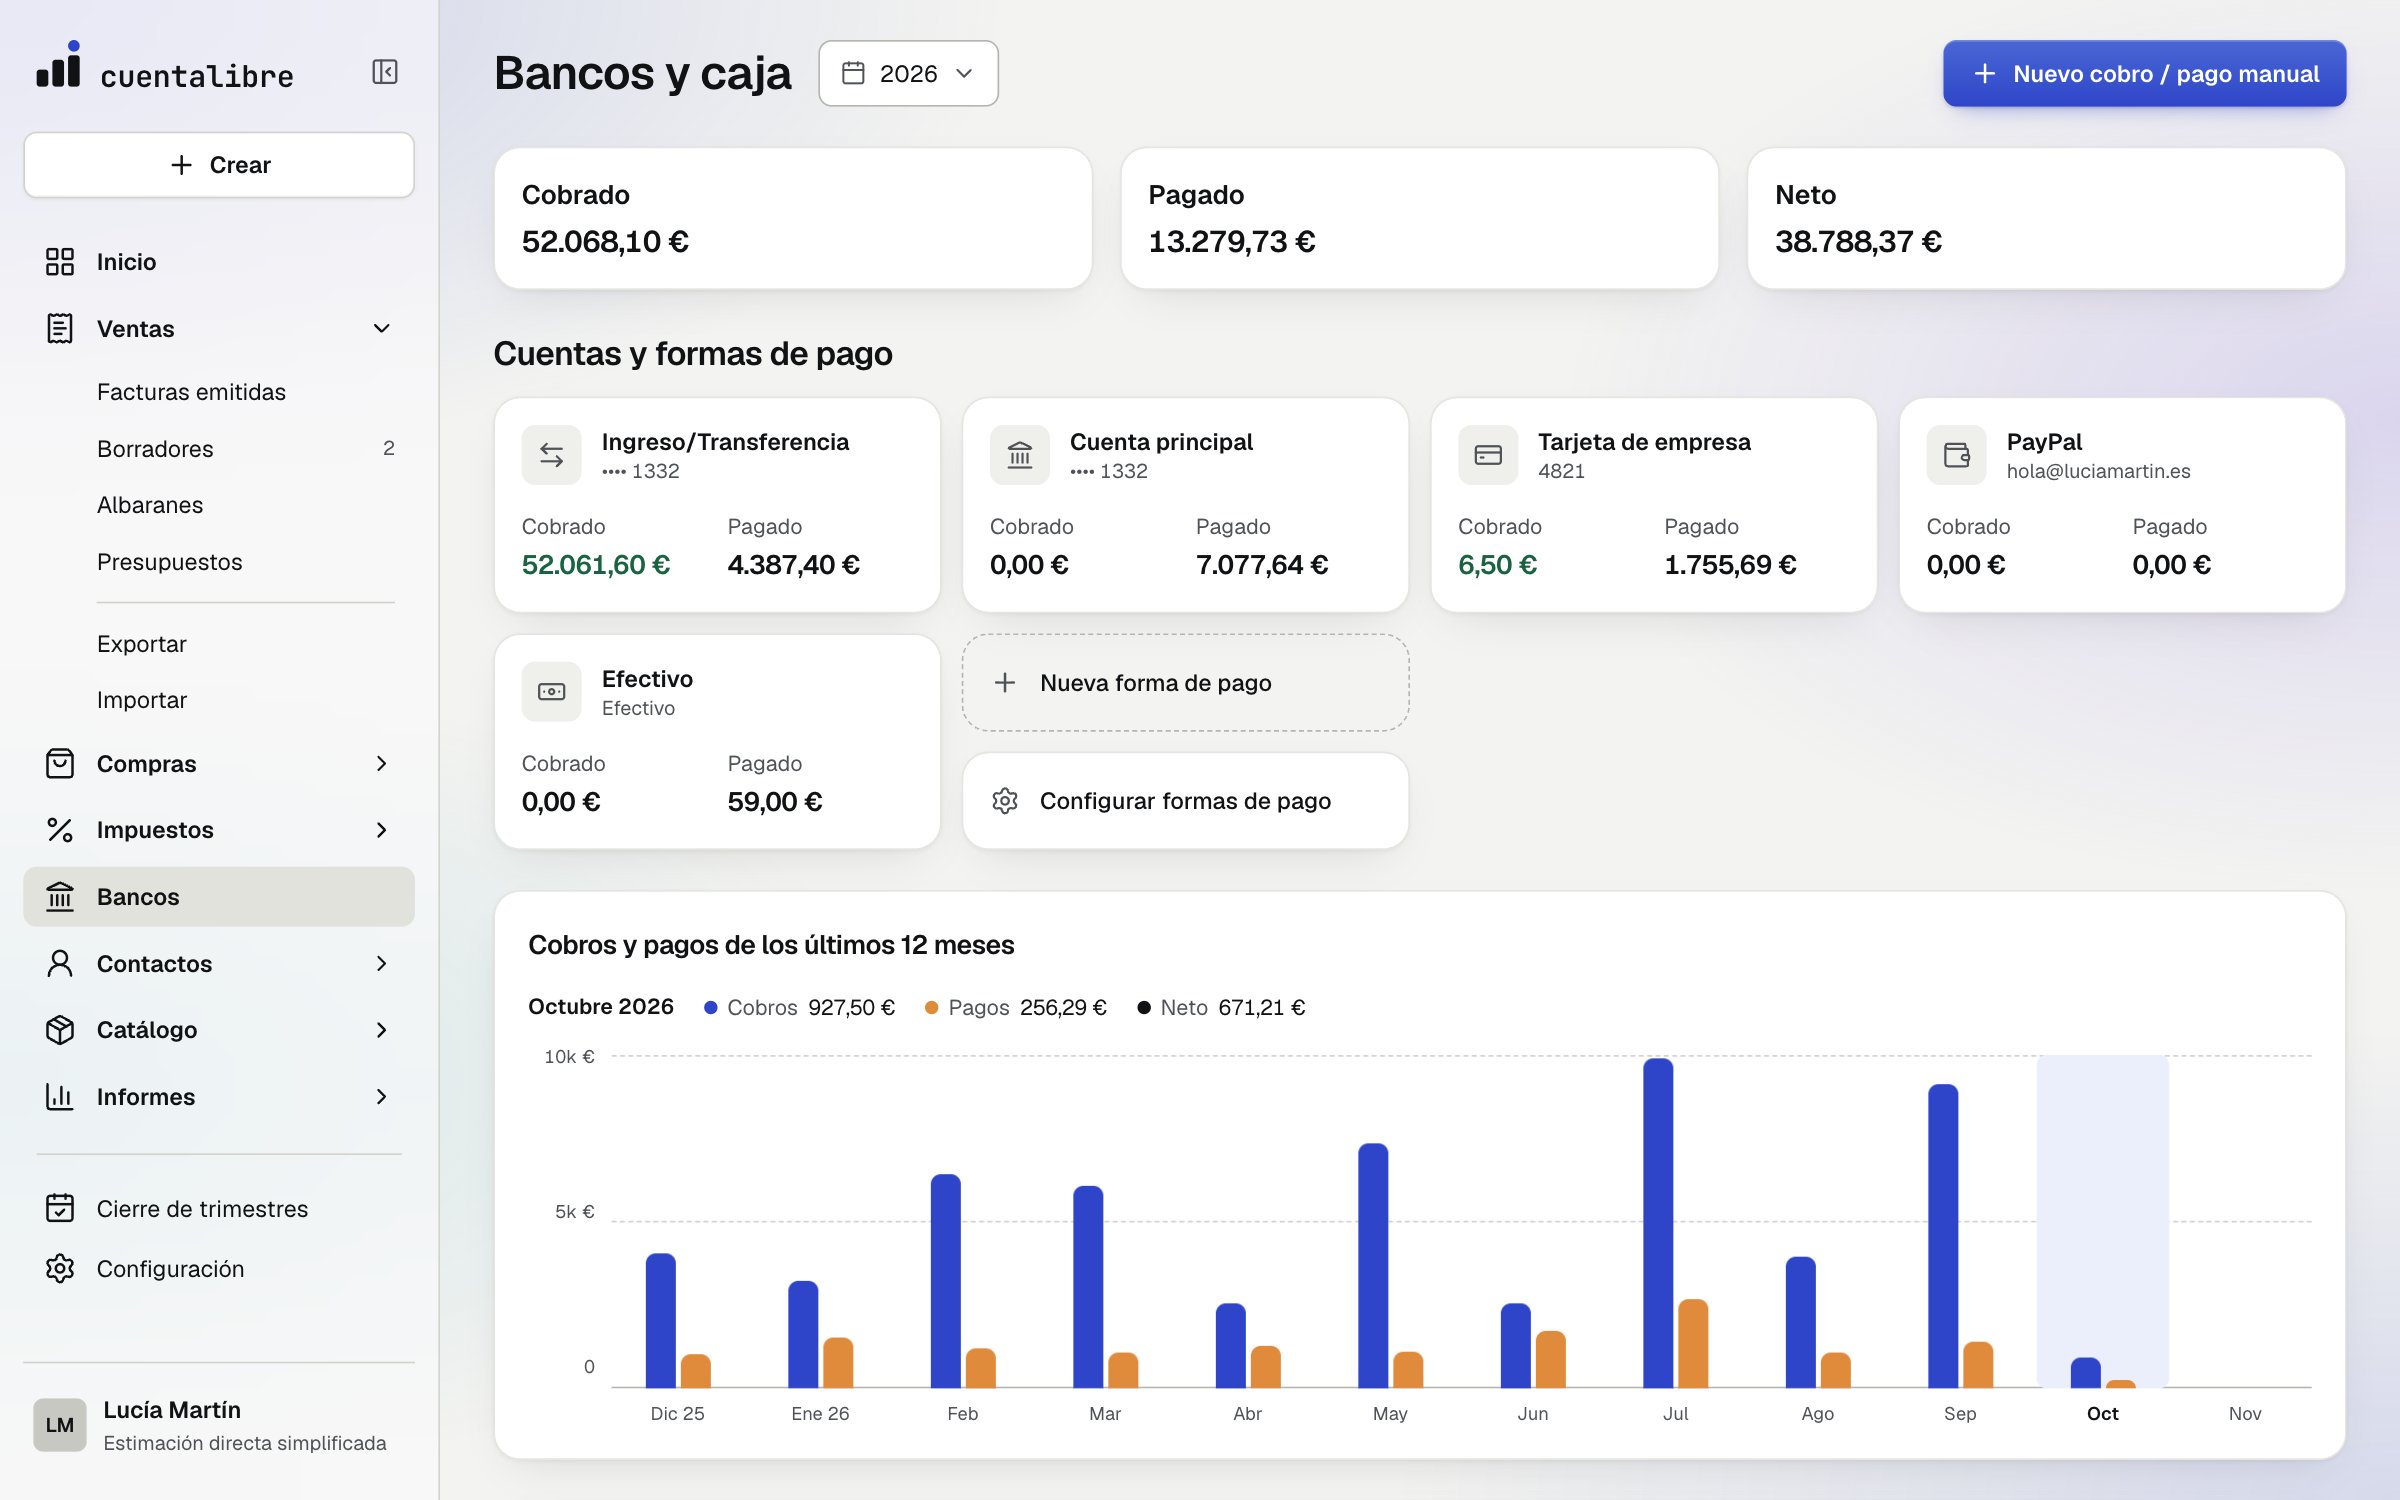 cuentalibre
Crear
Inicio
Ventas
Facturas emitidas
Borradores 2
Albaranes
Presupuestos
Exportar
Importar
Compras
Impuestos
Bancos
Contactos
Catálogo
Informes
Cierre de trimestres
Configuración
LM
Lucía Martín
Estimación directa simplificada
Bancos y caja
2026
Nuevo cobro / pago manual
Cobrado
52.068,10 €
Pagado
13.279,73 €
Neto
38.788,37 €
Cuentas y formas de pago
Ingreso/Transferencia
•••• 1332
Cobrado Pagado
52.061,60 € 4.387,40 €
Cuenta principal
•••• 1332
Cobrado Pagado
0,00 € 7.077,64 €
Tarjeta de empresa
4821
Cobrado Pagado
6,50 € 1.755,69 €
PayPal
hola@luciamartin.es
Cobrado Pagado
0,00 € 0,00 €
Efectivo
Efectivo
Cobrado Pagado
0,00 € 59,00 €
Nueva forma de pago
Configurar formas de pago
Cobros y pagos de los últimos 12 meses
Octubre 2026 Cobros 927,50 € Pagos 256,29 € Neto 671,21 €
10k €
5k €
0
Dic 25 Ene 26 Feb Mar Abr May Jun Jul Ago Sep Oct Nov